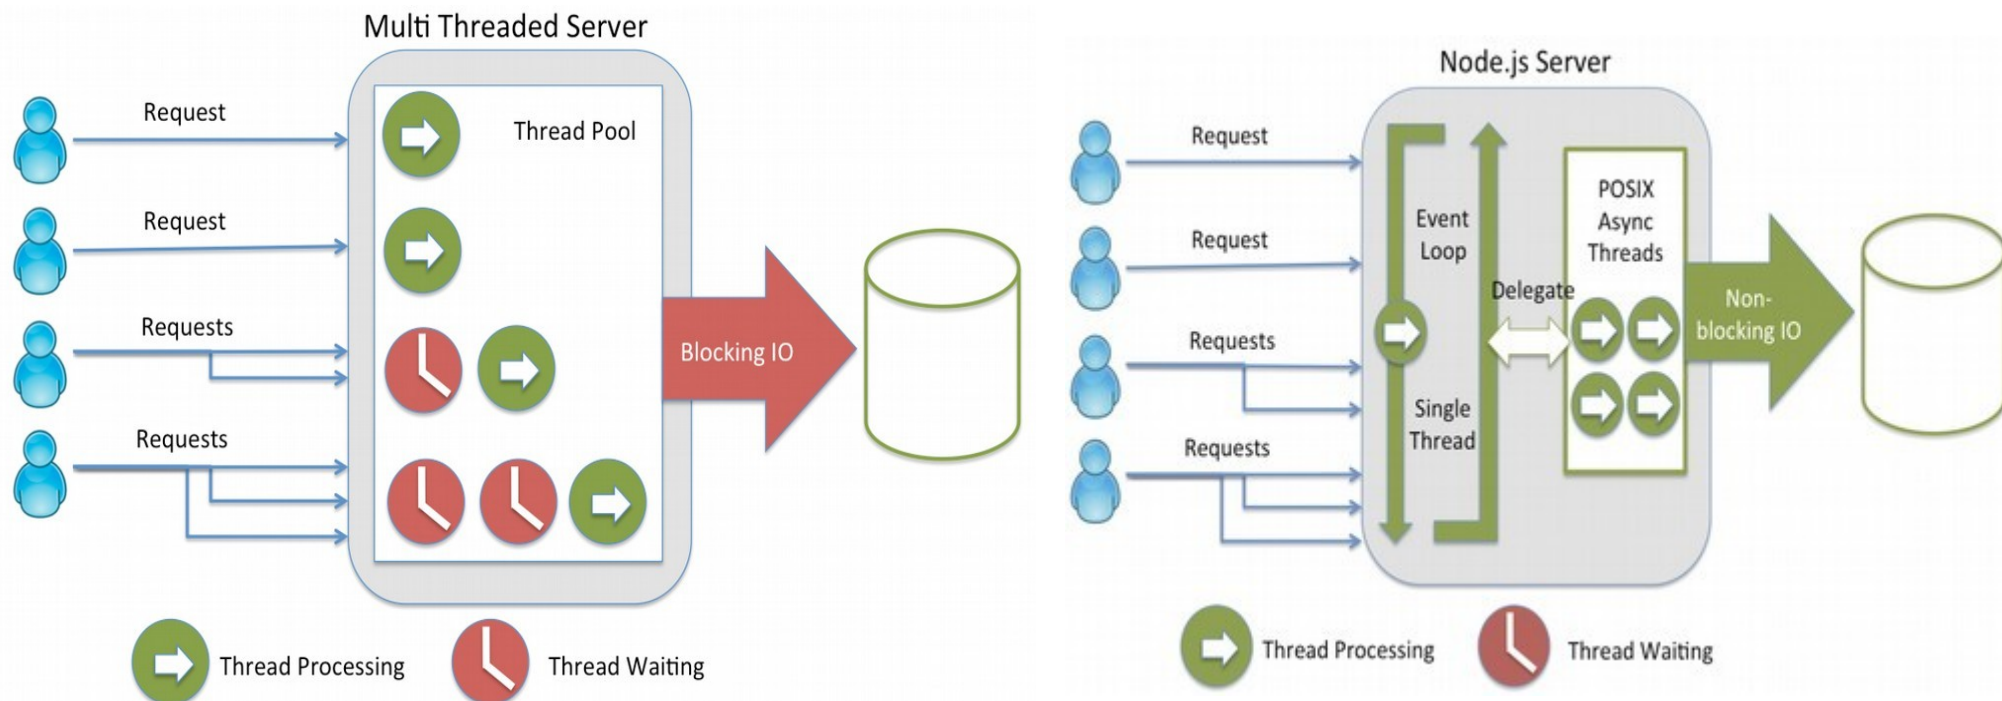 Multi Threaded Server
Request
Thread Pool
Request
Requests
Blocking IO
Requests
Thread Processing
Thread Waiting
Node.js Server
Request
POSIX
Async
Threads
Request
Event
Loop
Delegate
Non-
blocking IO
Requests
Single
Thread
Requests
Thread Processing
Thread Waiting